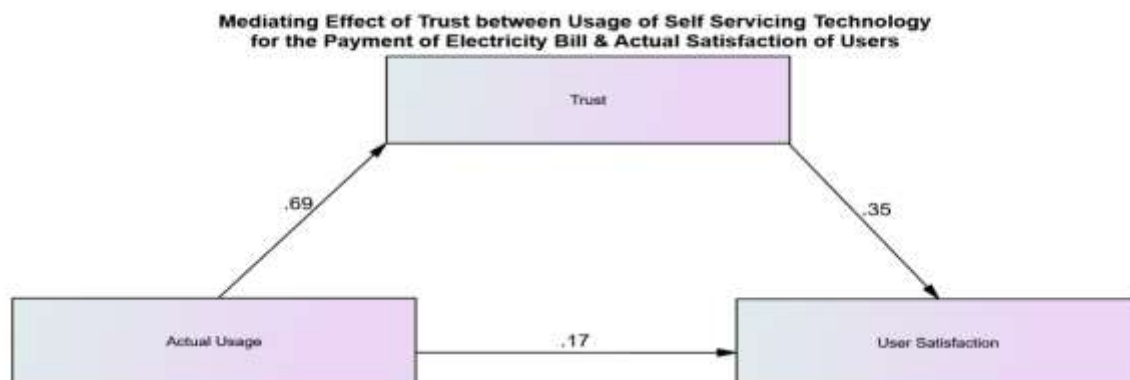 Mediating Effect of Trust between Usage of Self Servicing Technology
for the Payment of Electricity Bill & Actual Satisfaction of Users
Trust
.69
.35
Actual Usage
.17
User Satisfaction